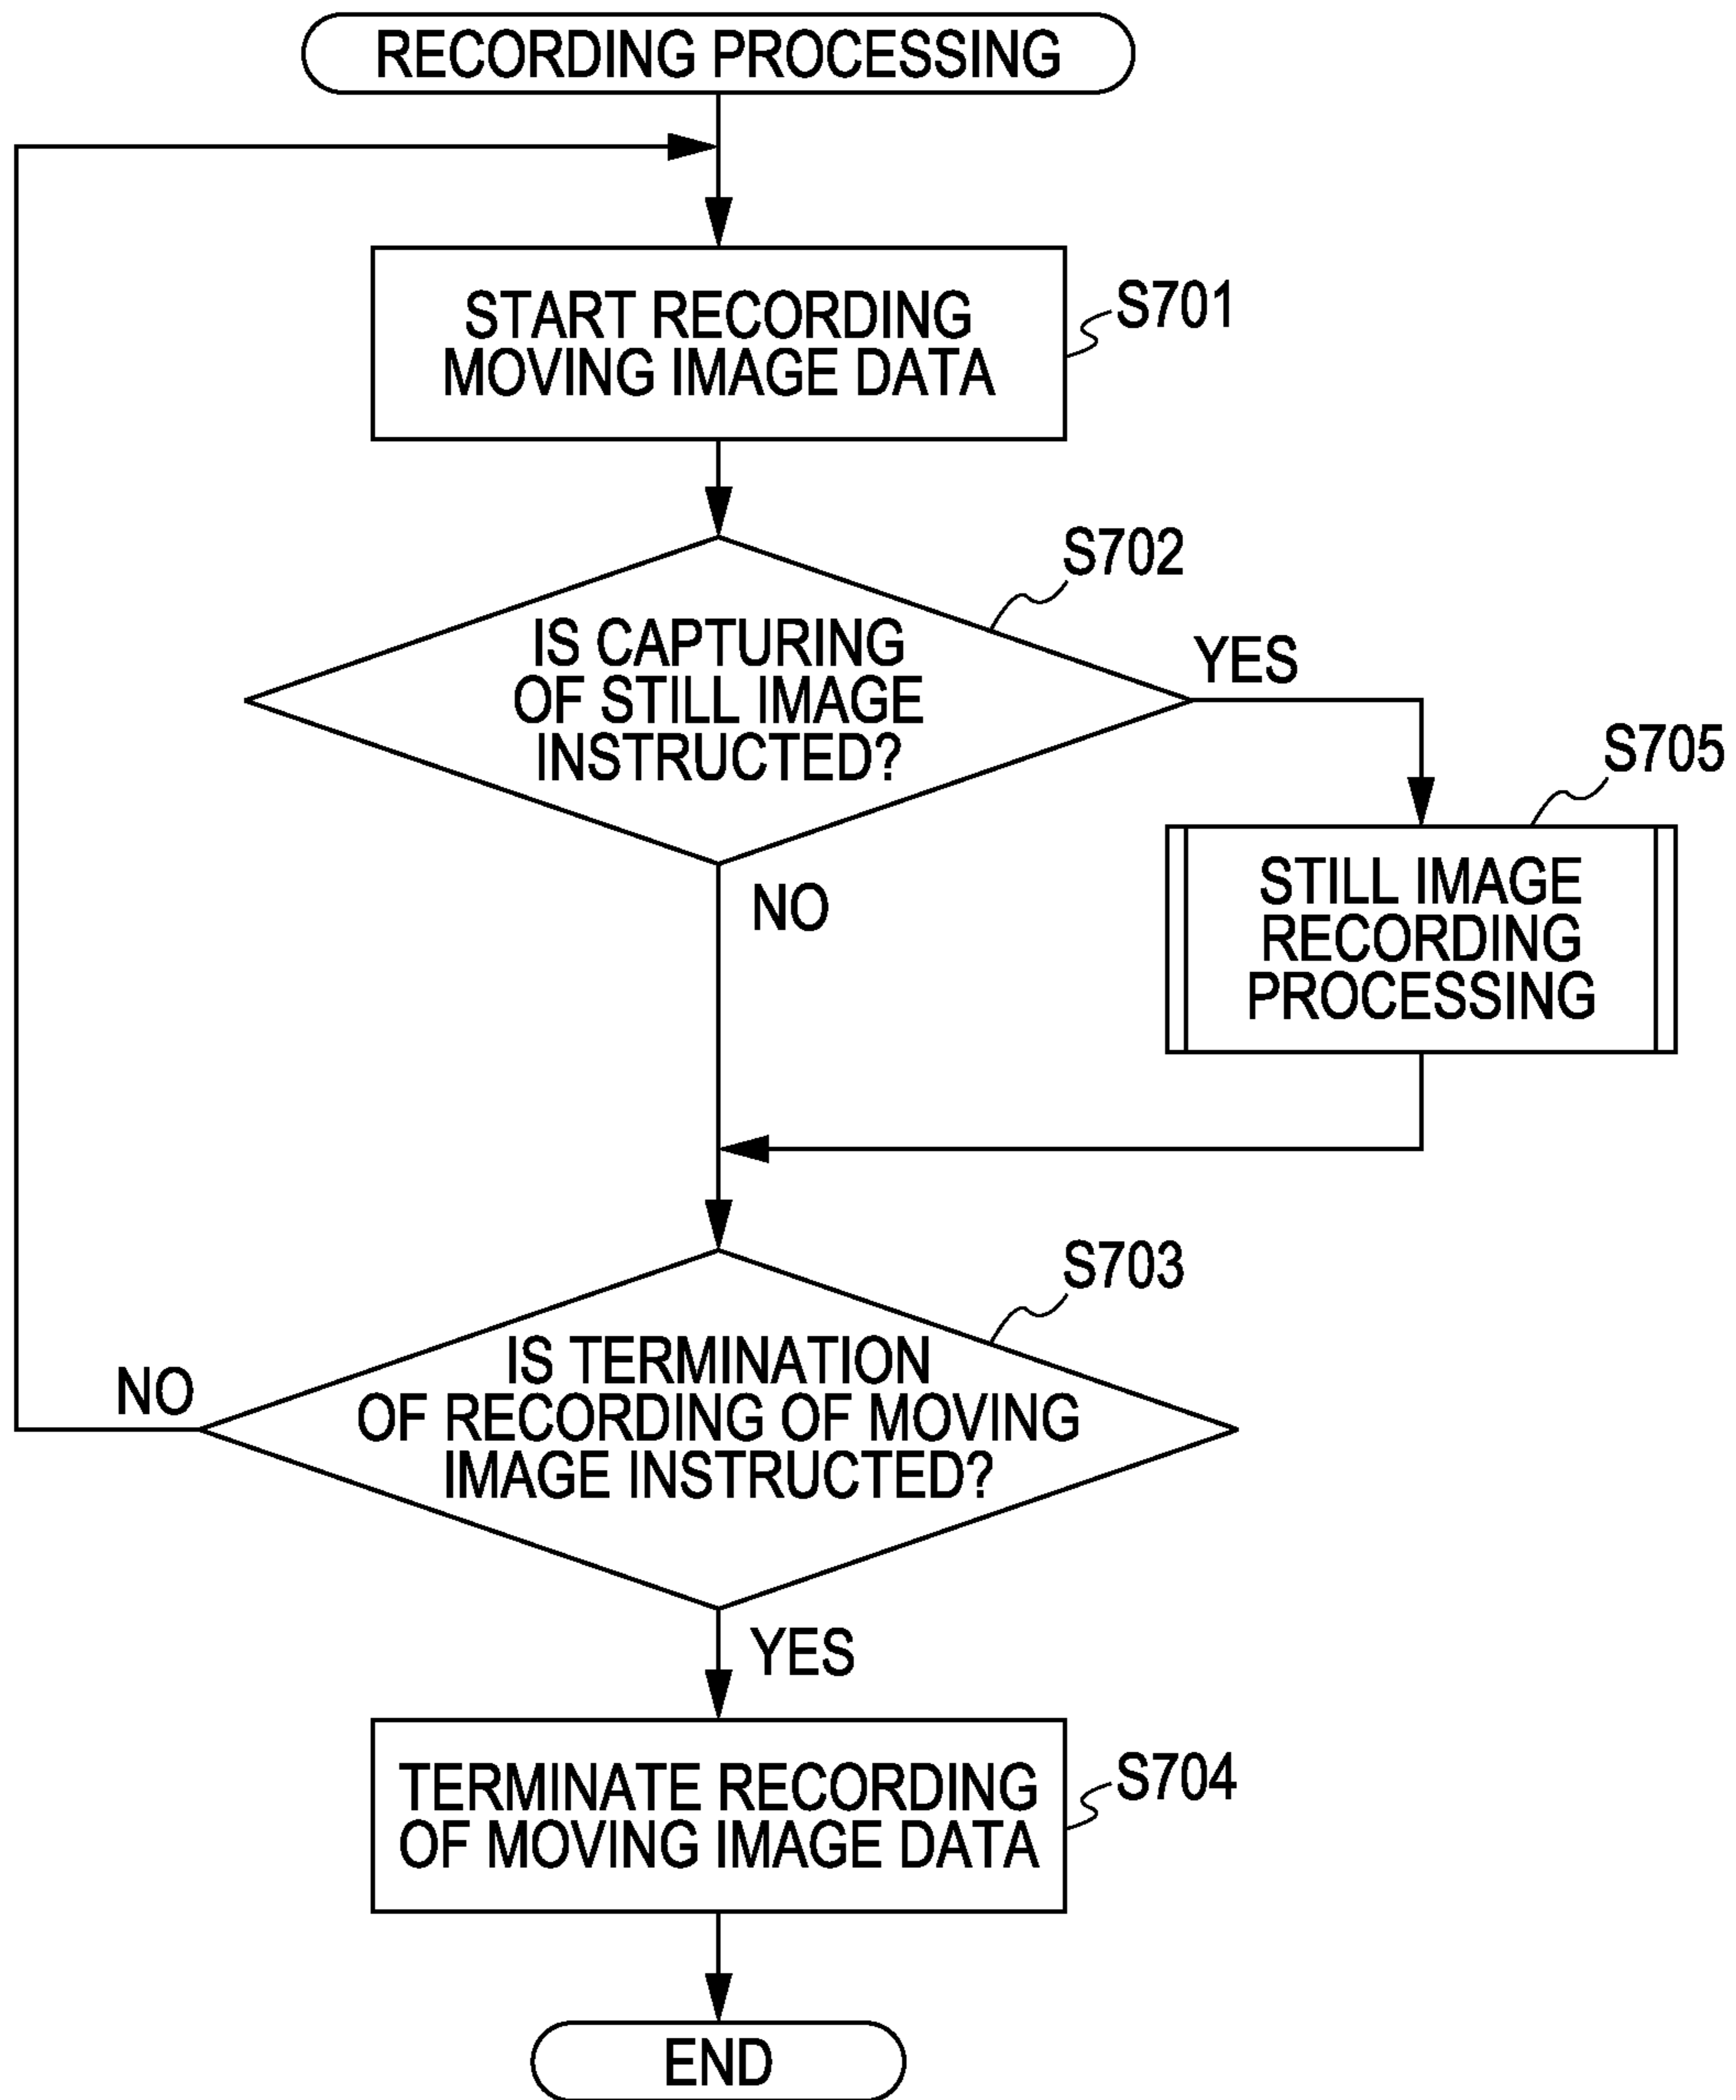 RECORDING PROCESSING
START RECORDING
MOVING IMAGE DATA
S701
S702
IS CAPTURING
OF STILL IMAGE
INSTRUCTED?
YES
NO
S705
STILL IMAGE
RECORDING
PROCESSING
S703
IS TERMINATION
OF RECORDING OF MOVING
IMAGE INSTRUCTED?
NO
YES
TERMINATE RECORDING
OF MOVING IMAGE DATA
S704
END